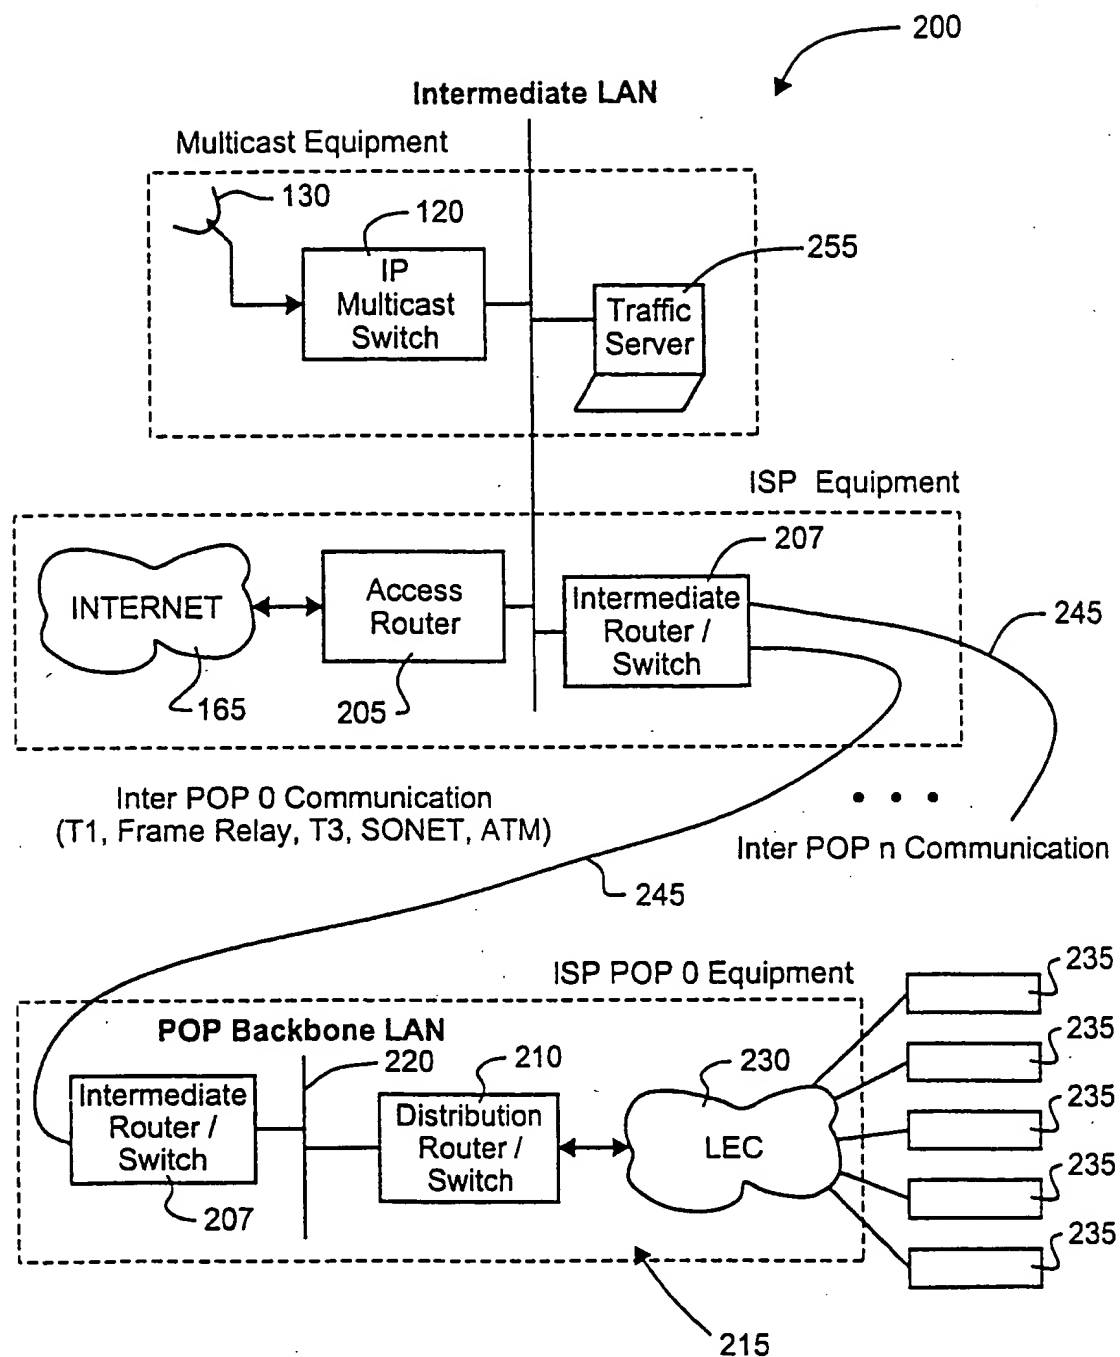 200
Intermediate LAN
Multicast Equipment
130
120
255
IP
Multicast
Switch
Traffic
Server
ISP Equipment
207
INTERNET
Access
Router
Intermediate
Router /
Switch
245
165
205
Inter POP 0 Communication
(T1, Frame Relay, T3, SONET, ATM)
Inter POP n Communication
245
ISP POP 0 Equipment
235
POP Backbone LAN
220
210
230
235
Intermediate
Router /
Switch
Distribution
Router /
Switch
LEC
235
235
207
235
215